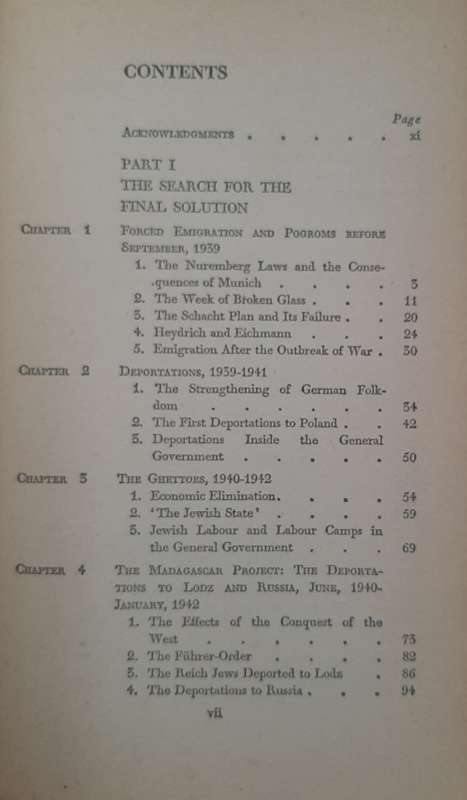 CONTENTS
Page
ACKNOWLEDGMENTS . . . . . xi
PART I
THE SEARCH FOR THE
FINAL SOLUTION
CHAPTER 1 FORCED EMIGRATION AND POGROMS BEFORE
SEPTEMBER, 1939
1. The Nuremberg Laws and the Conse-
quences of Munich . . . . 3
2. The Week of Broken Glass . . . 11
3. The Schacht Plan and Its Failure . . 20
4. Heydrich and Eichmann . . . 24
5. Emigration After the Outbreak of War . 30
CHAPTER 2 DEPORTATIONS, 1939-1941
1. The Strengthening of German Folk-
dom . . . . . . 34
2. The First Deportations to Poland . . 42
3. Deportations Inside the General
Government . . . . . 50
CHAPTER 3 THE GHETTOES, 1940-1942
1. Economic Elimination. . . . 54
2. ‘The Jewish State’ . . . . 59
3. Jewish Labour and Labour Camps in
the General Government . . . 69
CHAPTER 4 THE MADAGASCAR PROJECT: THE DEPORTA-
TIONS TO LODZ AND RUSSIA, JUNE, 1940-
JANUARY, 1942
1. The Effects of the Conquest of the
West . . . . . . 73
2. The Führer-Order . . . . 82
3. The Reich Jews Deported to Lodz . 86
4. The Deportations to Russia . . . 94
vii